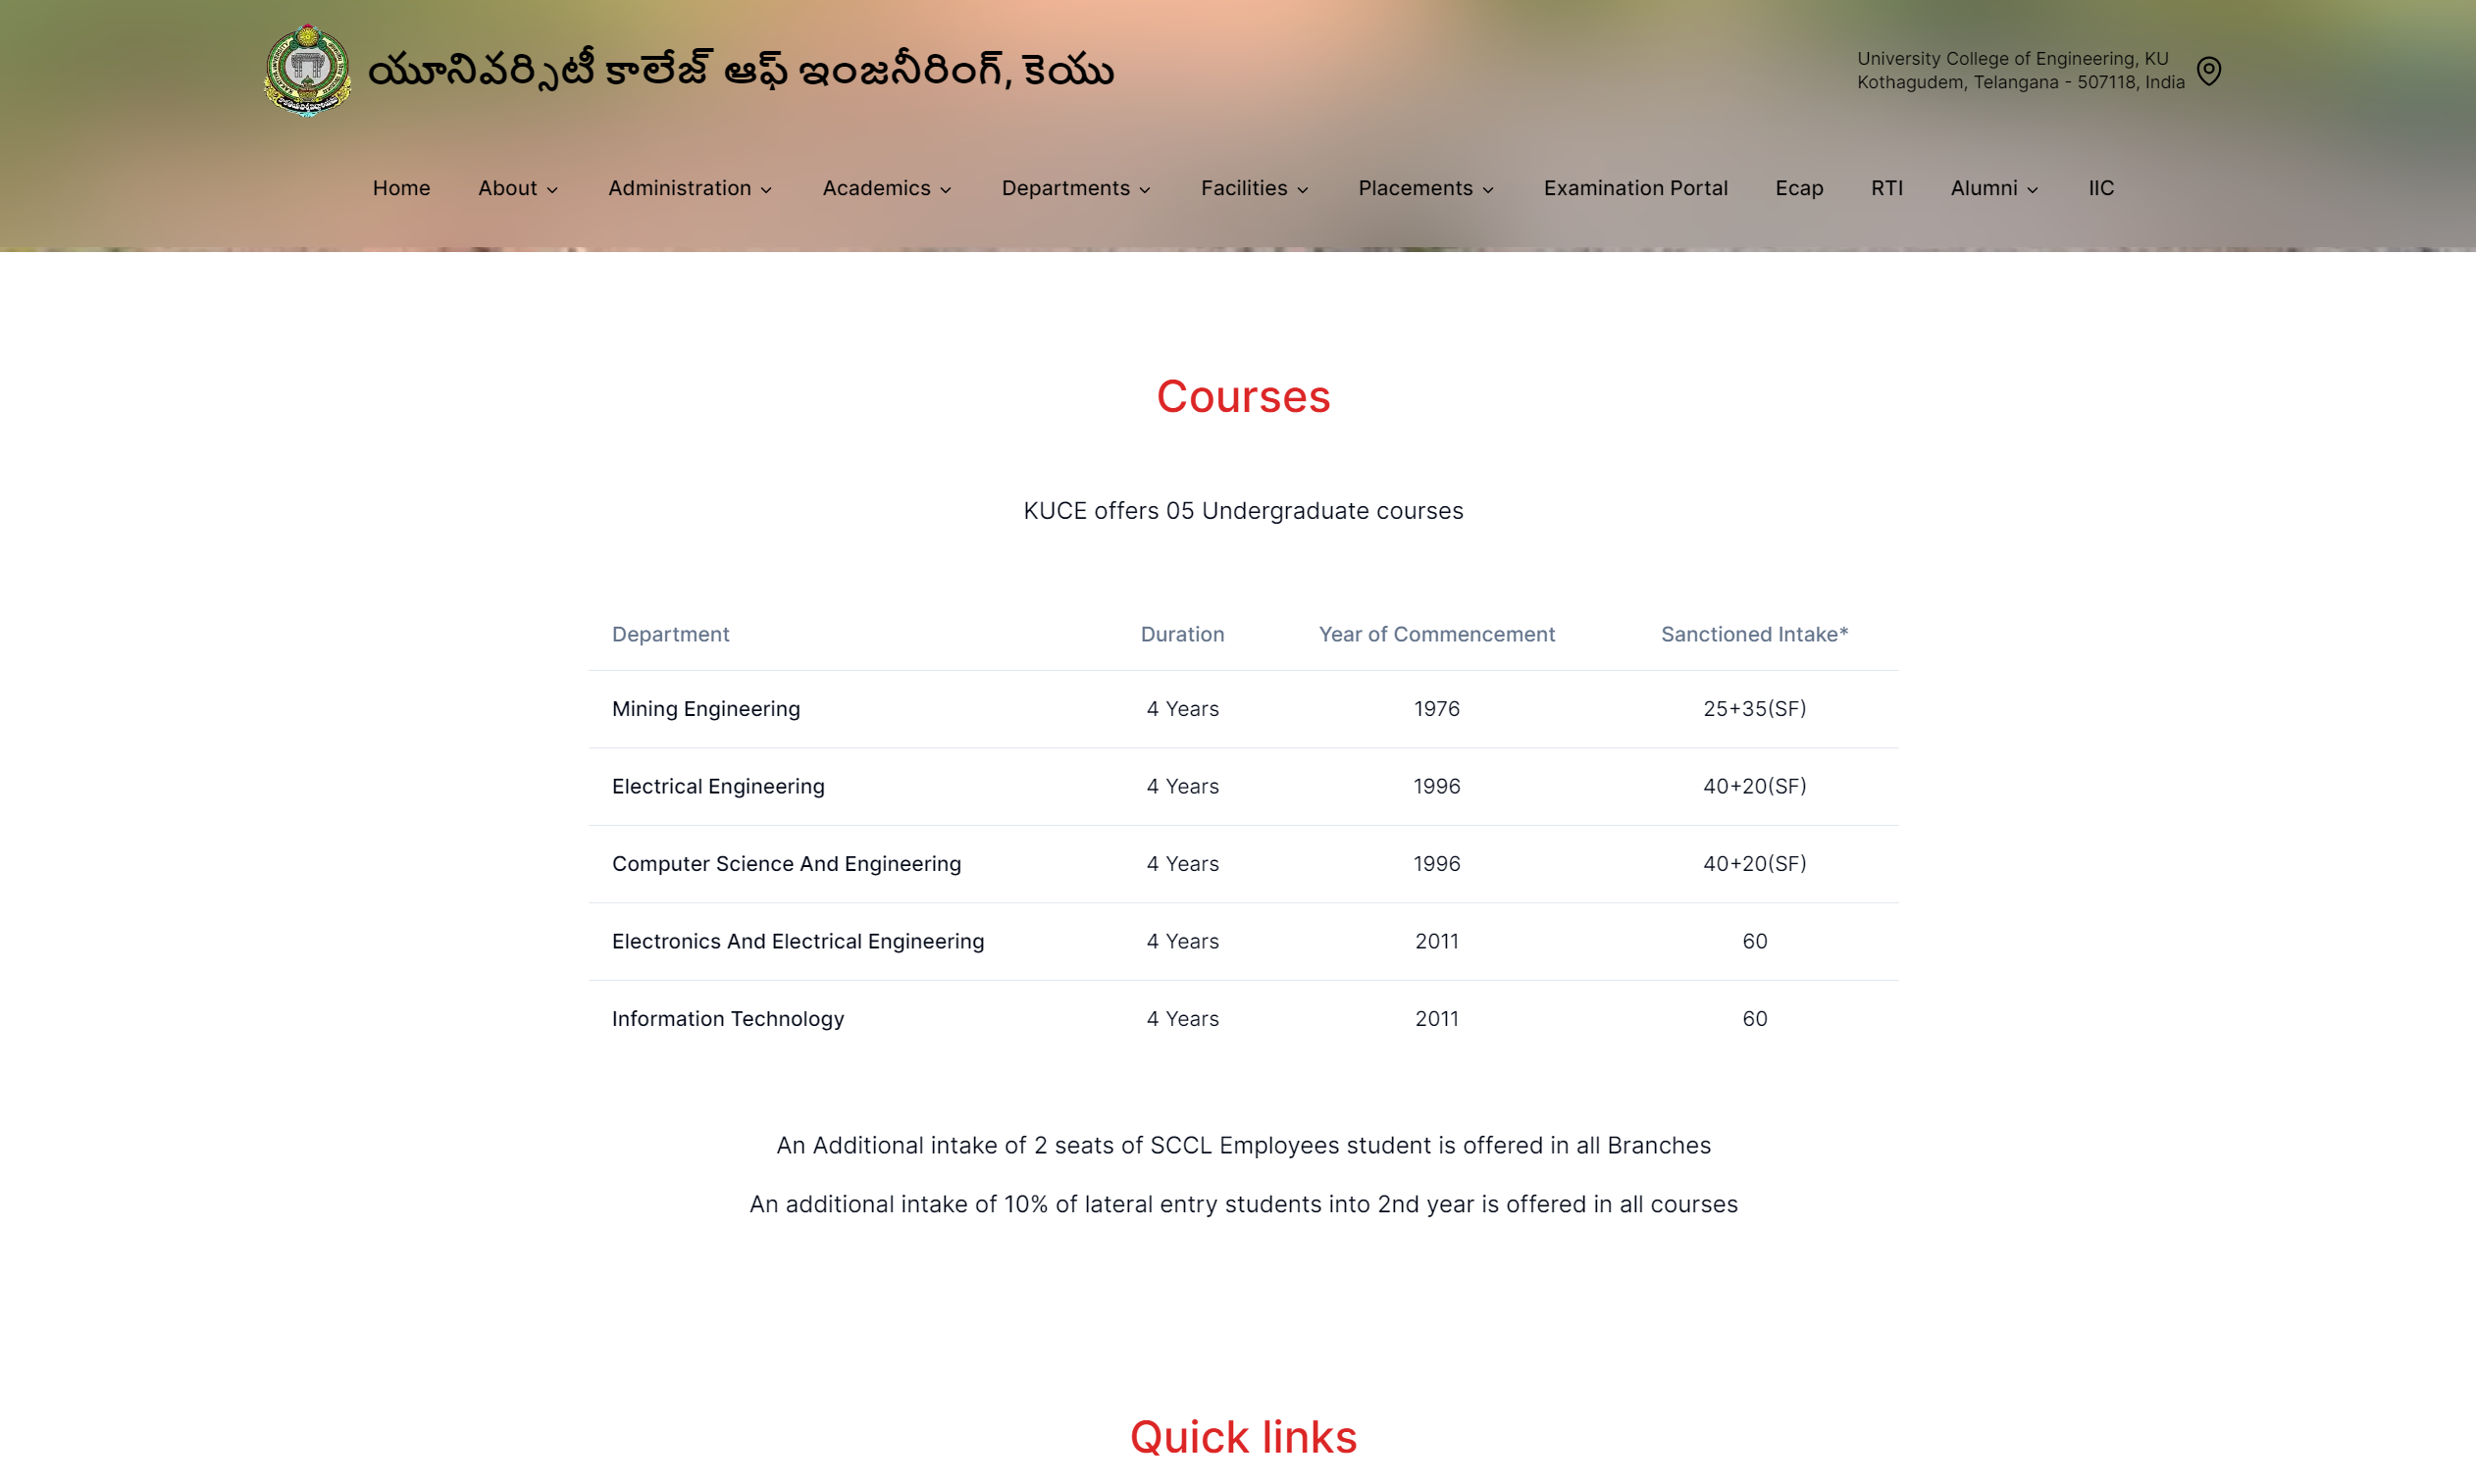 యూనివర్సిటీ కాలేజ్ ఆఫ్ ఇంజనీరింగ్, కెయు
University College of Engineering, KU
Kothagudem, Telangana - 507118, India
Home About Administration Academics Departments Facilities Placements Examination Portal Ecap RTI Alumni IIC
Courses
KUCE offers 05 Undergraduate courses
Department Duration Year of Commencement Sanctioned Intake*
Mining Engineering 4 Years 1976 25+35(SF)
Electrical Engineering 4 Years 1996 40+20(SF)
Computer Science And Engineering 4 Years 1996 40+20(SF)
Electronics And Electrical Engineering 4 Years 2011 60
Information Technology 4 Years 2011 60
An Additional intake of 2 seats of SCCL Employees student is offered in all Branches
An additional intake of 10% of lateral entry students into 2nd year is offered in all courses
Quick links